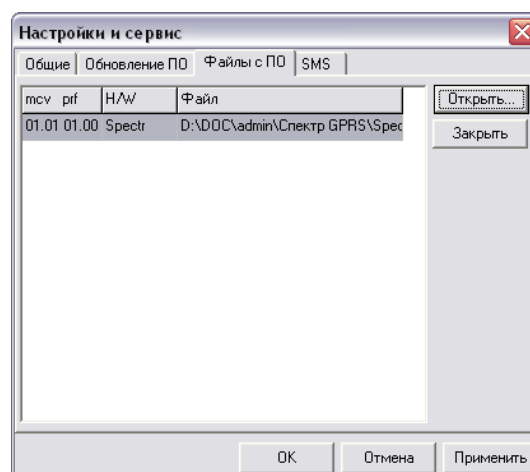 Настройки и сервис
Общие Обновление ПО Файлы с ПО SMS
mcv prf H/W Файл
01.01 01.00 Spectr D:\DOC\admin\Спектр GPRS\Spec
Открыть...
Закрыть
OK Отмена Применить